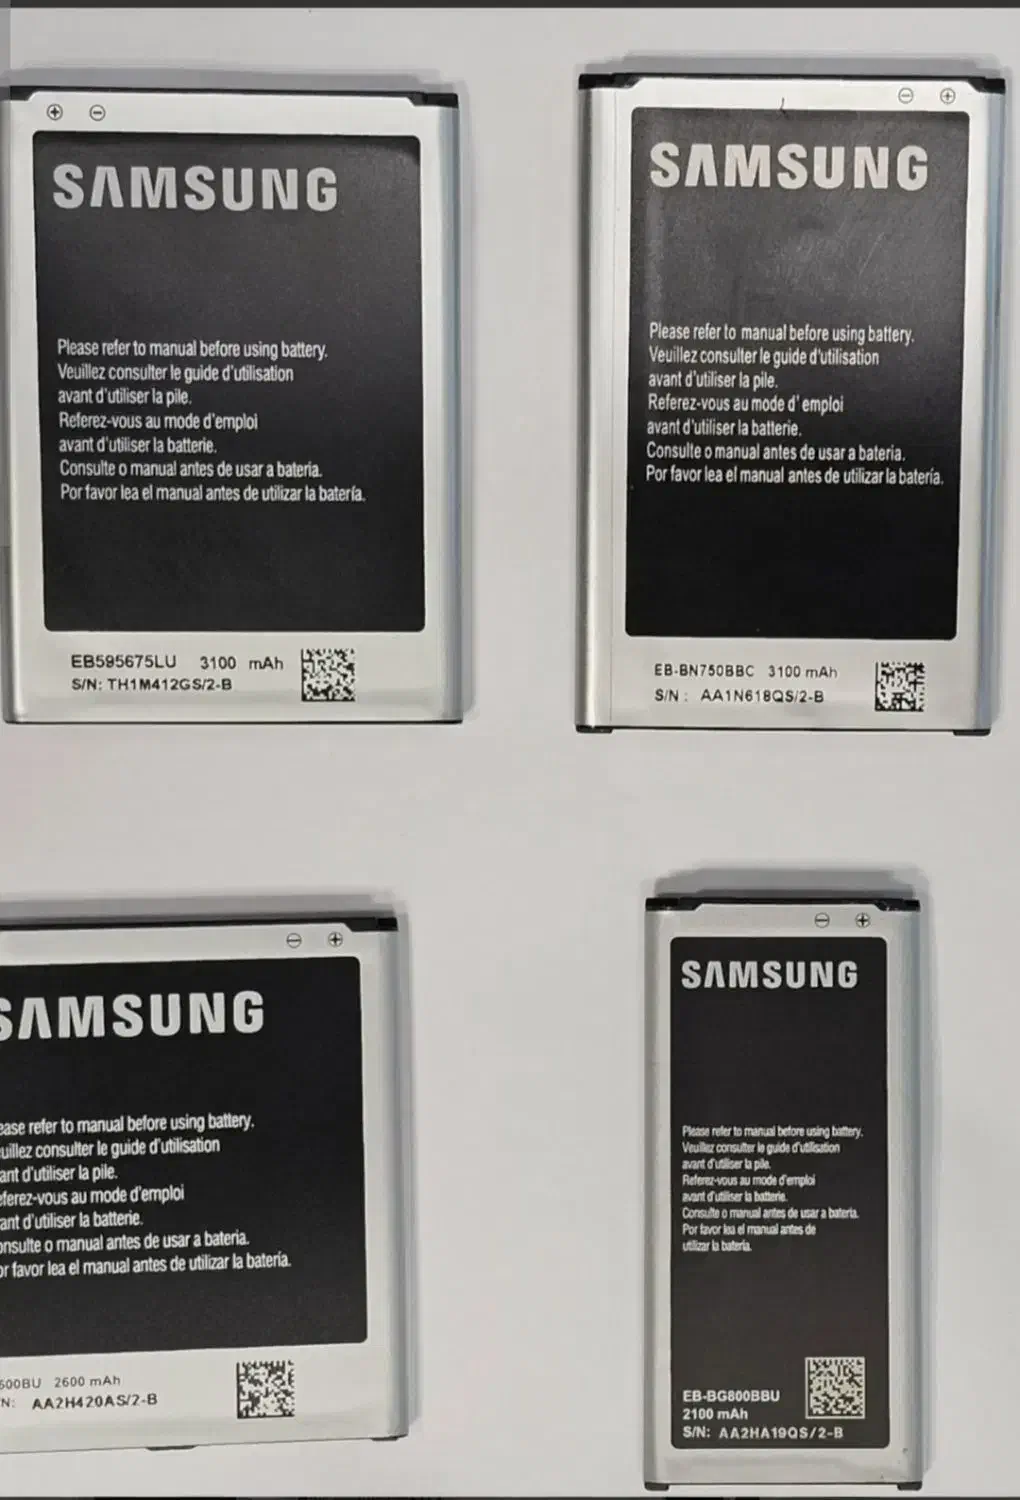 SAMSUNG
Please refer to manual before using battery.
Veuillez consulter le guide d'utilisation
avant d'utiliser la pile.
Referez-vous au mode d'emploi
avant d'utiliser la batterie.
Consulte o manual antes de usar a bateria.
Por favor lea el manual antes de utilizar la batería.
EB595675LU 3100 mAh
S/N: TH1M412GS/2-B
SAMSUNG
Please refer to manual before using battery.
Veuillez consulter le guide d'utilisation
avant d'utiliser la pile.
Referez-vous au mode d' emploi
avant d'utiliser la batterie.
Consulte o manual antes de usar a bateria.
Por favor lea el manual antes de utilizar la batería.
EB-BN750BBC 3100 mAh
S/N : AA1N618QS/2-B
SAMSUNG
ease refer to manual before using battery.
uillez consulter le guide d'utilisation
ant d'utiliser la pile.
eferez-vous au mode d'emploi
ant d'utiliser la batterie.
onsulte o manual antes de usar a bateria.
or favor lea el manual antes de utilizar la batería.
600BU 2600 mAh
N: AA2H420AS/2-B
SAMSUNG
Please refer to manual before using battery.
Veuillez consulter le guide d'utilisation
avant d'utiliser la pile.
Referez-vous au mode d'emploi
avant d'utiliser la batterie.
Consulte o manual antes de usar a bateria.
Por favor lea el manual antes de
utilizar la batería.
EB-BG800BBU
2100 mAh
S/N: AA2HA19QS/2-B